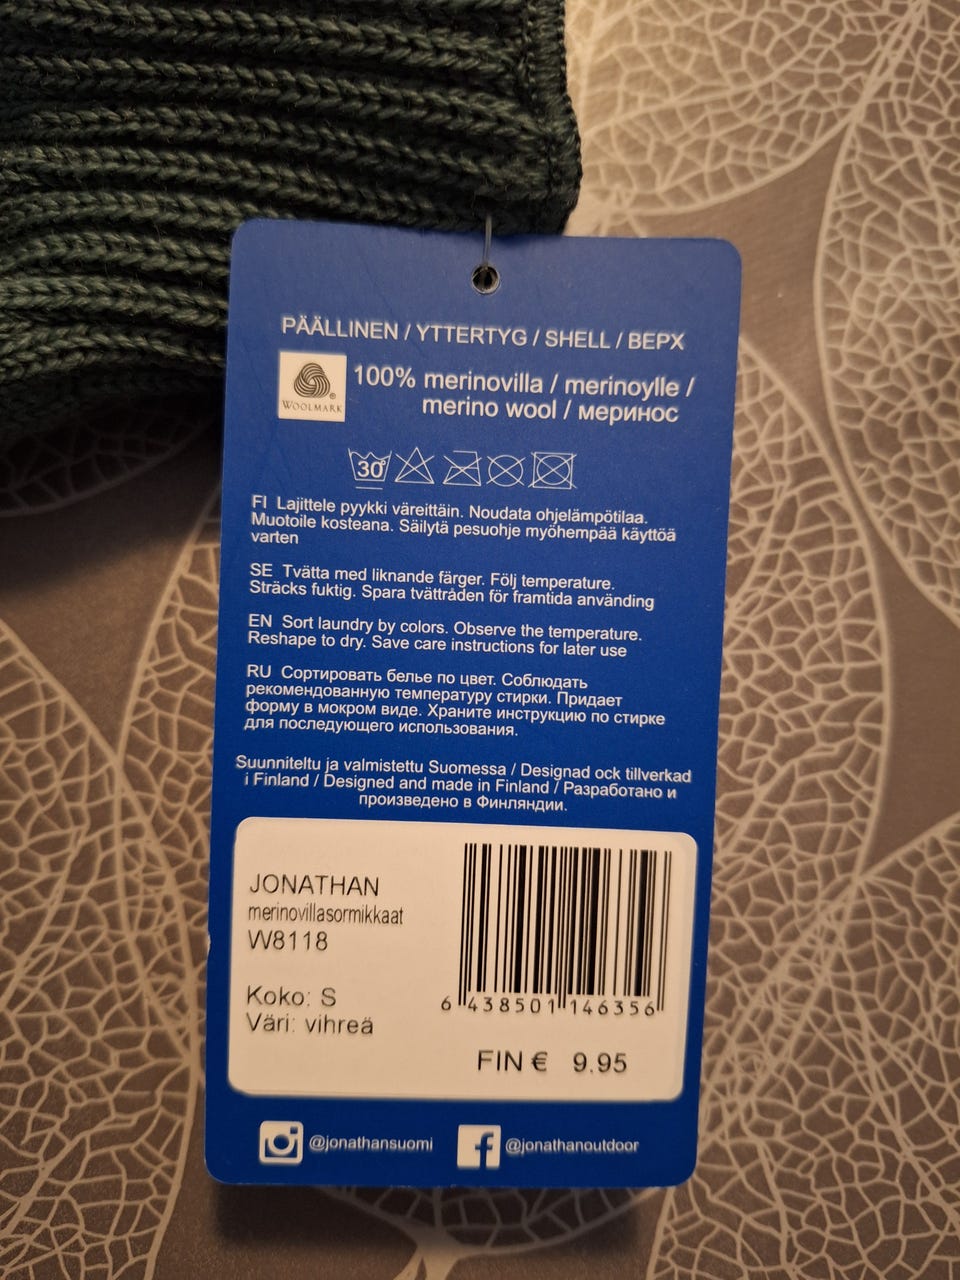 PÄÄLLINEN / YTTERTYG / SHELL / ВЕРХ
WOOLMARK
®
100% merinovilla / merinoylle /
merino wool / меринос
30°
FI Lajittele pyykki väreittäin. Noudata ohjelämpötilaa.
Muotoile kosteana. Säilytä pesuohje myöhempää käyttöä
varten
SE Tvätta med liknande färger. Följ temperature.
Sträcks fuktig. Spara tvättråden för framtida använding
EN Sort laundry by colors. Observe the temperature.
Reshape to dry. Save care instructions for later use
RU Сортировать белье по цвет. Соблюдать
рекомендованную температуру стирки. Придает
форму в мокром виде. Храните инструкцию по стирке
для последующего использования.
Suunniteltu ja valmistettu Suomessa / Designad ock tillverkad
i Finland / Designed and made in Finland / Разработано и
произведено в Финляндии.
JONATHAN
merinovillasormikkaat
W8118
Koko: S
Väri: vihreä
6 438501 146356
FIN € 9.95
@jonathansuomi
@jonathanoutdoor